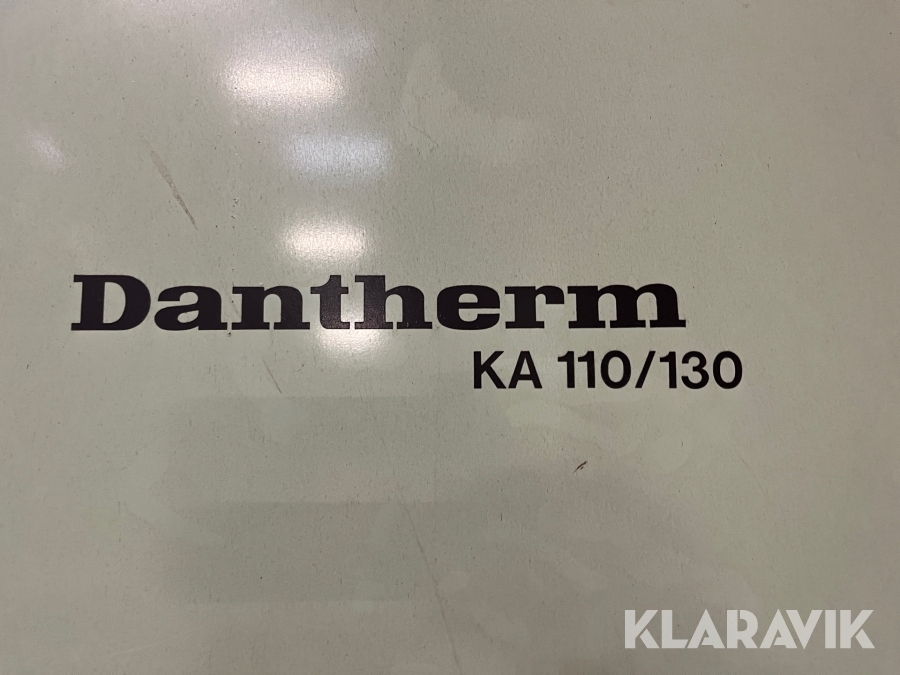 Dantherm
KA 110/130
KLARAVIK